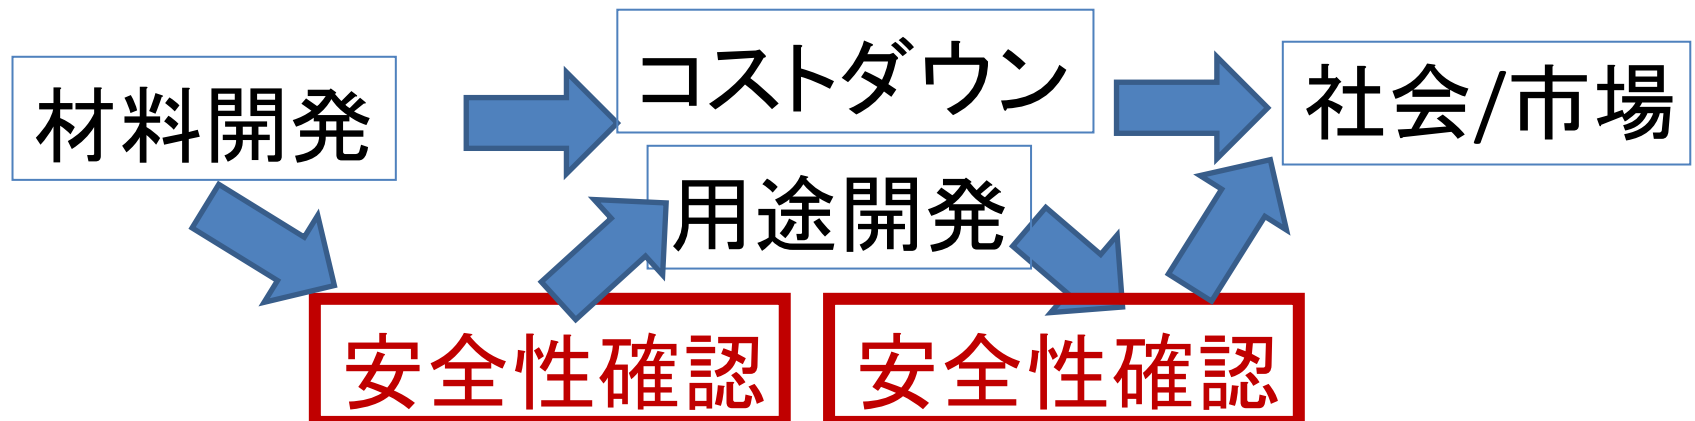 材料開発
コストダウン
用途開発
社会/市場
安全性確認
安全性確認